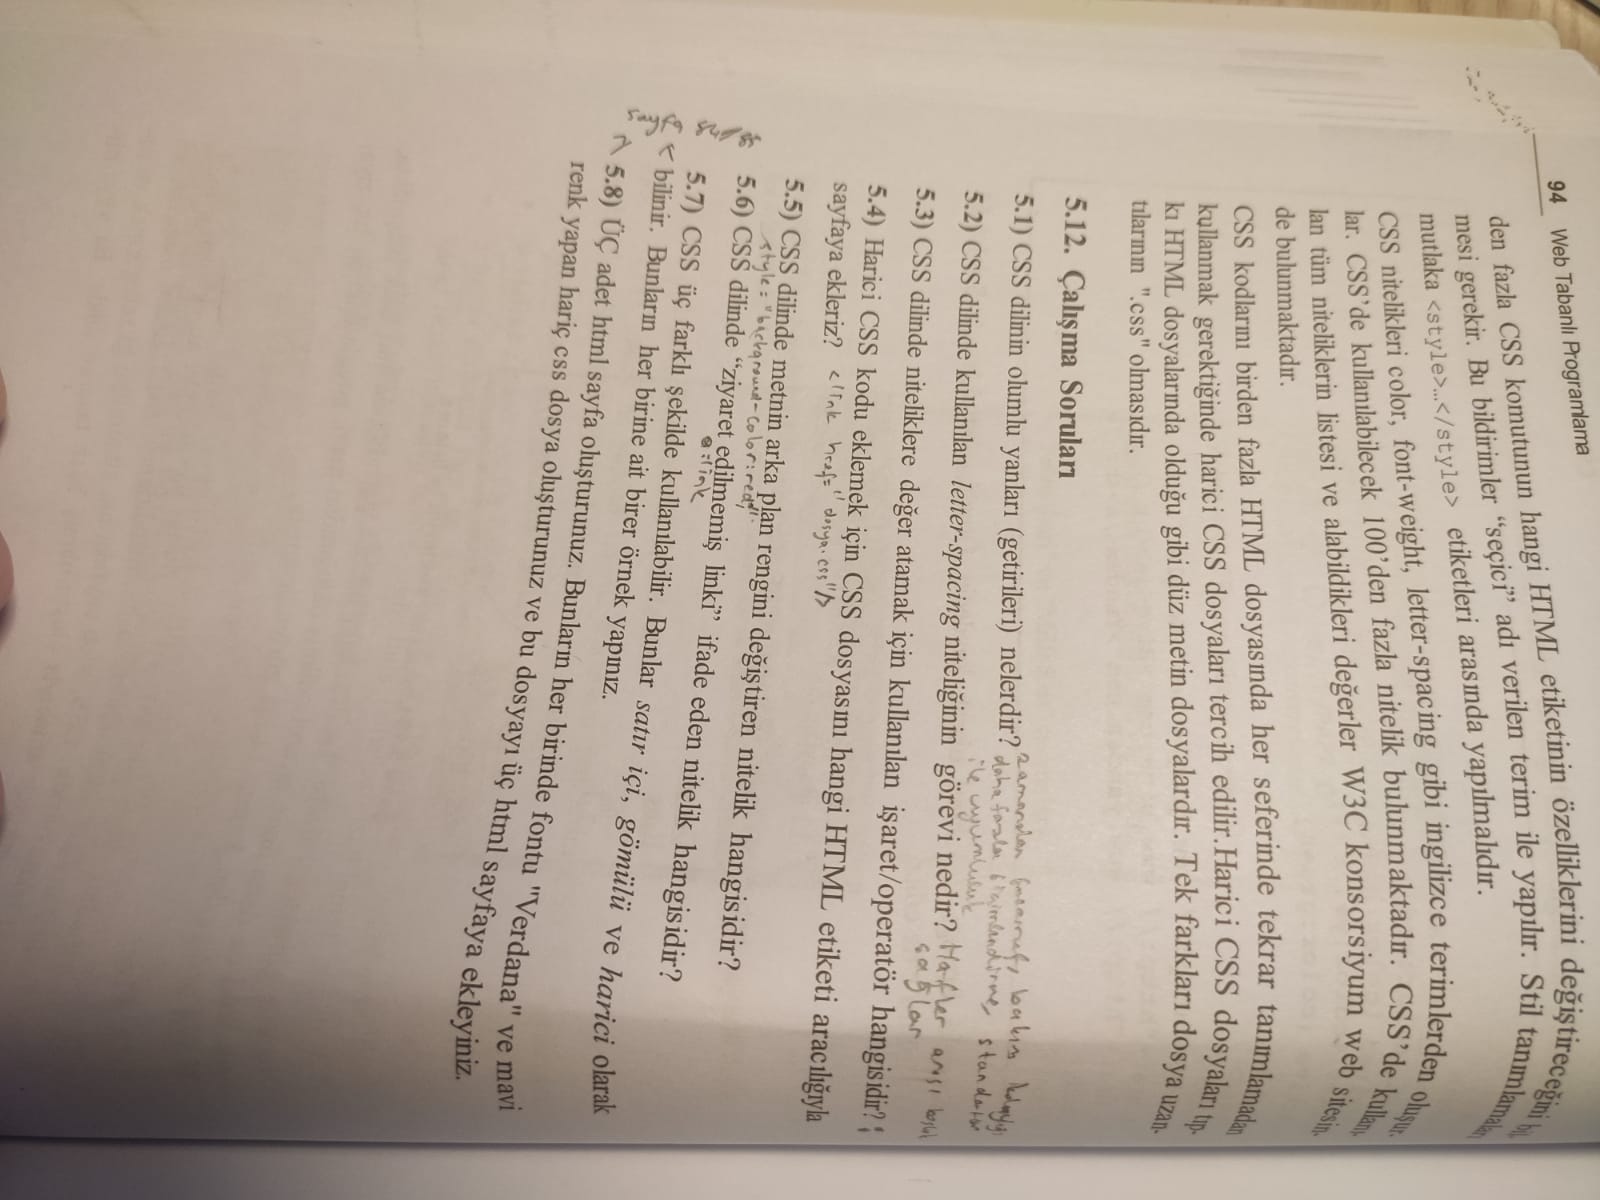 94 Web Tabanlı Programlama
den fazla CSS komutunun hangi HTML etiketinin özelliklerini değiştireceğini bil
mesi gerekir. Bu bildirimler “seçici” adı verilen terim ile yapılır. Stil tanımlamaları
mutlaka <style>...</style> etiketleri arasında yapılmalıdır.
CSS nitelikleri color, font-weight, letter-spacing gibi ingilizce terimlerden oluşur.
lar. CSS’de kullanılabilecek 100’den fazla nitelik bulunmaktadır. CSS’de kullanı
lan tüm niteliklerin listesi ve alabildikleri değerler W3C konsorsiyum web sitesin.
de bulunmaktadır.
CSS kodlarını birden fazla HTML dosyasında her seferinde tekrar tanımlamadan
kullanmak gerektiğinde harici CSS dosyaları tercih edilir.Harici CSS dosyaları tıp.
kı HTML dosyalarında olduğu gibi düz metin dosyalardır. Tek farkları dosya uzan.
tılarının ".css" olmasıdır.
5.12. Çalışma Soruları
5.1) CSS dilinin olumlu yanları (getirileri) nelerdir? zamandan tasarruf, bakım kolaylığı
daha fazla biçimlendirme, standartlar
ile uyumluluk
5.2) CSS dilinde kullanılan letter-spacing niteliğinin görevi nedir? Harfler arası boşluk
sağlar
5.3) CSS dilinde niteliklere değer atamak için kullanılan işaret/operatör hangisidir? ;
5.4) Harici CSS kodu eklemek için CSS dosyasını hangi HTML etiketi aracılığıyla
sayfaya ekleriz? <link href="dosya.css"/>
5.5) CSS dilinde metnin arka plan rengini değiştiren nitelik hangisidir?
style="background-color:red;"
5.6) CSS dilinde “ziyaret edilmemiş linki” ifade eden nitelik hangisidir?
a:link
5.7) CSS üç farklı şekilde kullanılabilir. Bunlar satır içi, gömülü ve harici olarak
bilinir. Bunların her birine ait birer örnek yapınız.
5.8) Üç adet html sayfa oluşturunuz. Bunların her birinde fontu "Verdana" ve mavi
renk yapan hariç css dosya oluşturunuz ve bu dosyayı üç html sayfaya ekleyiniz.